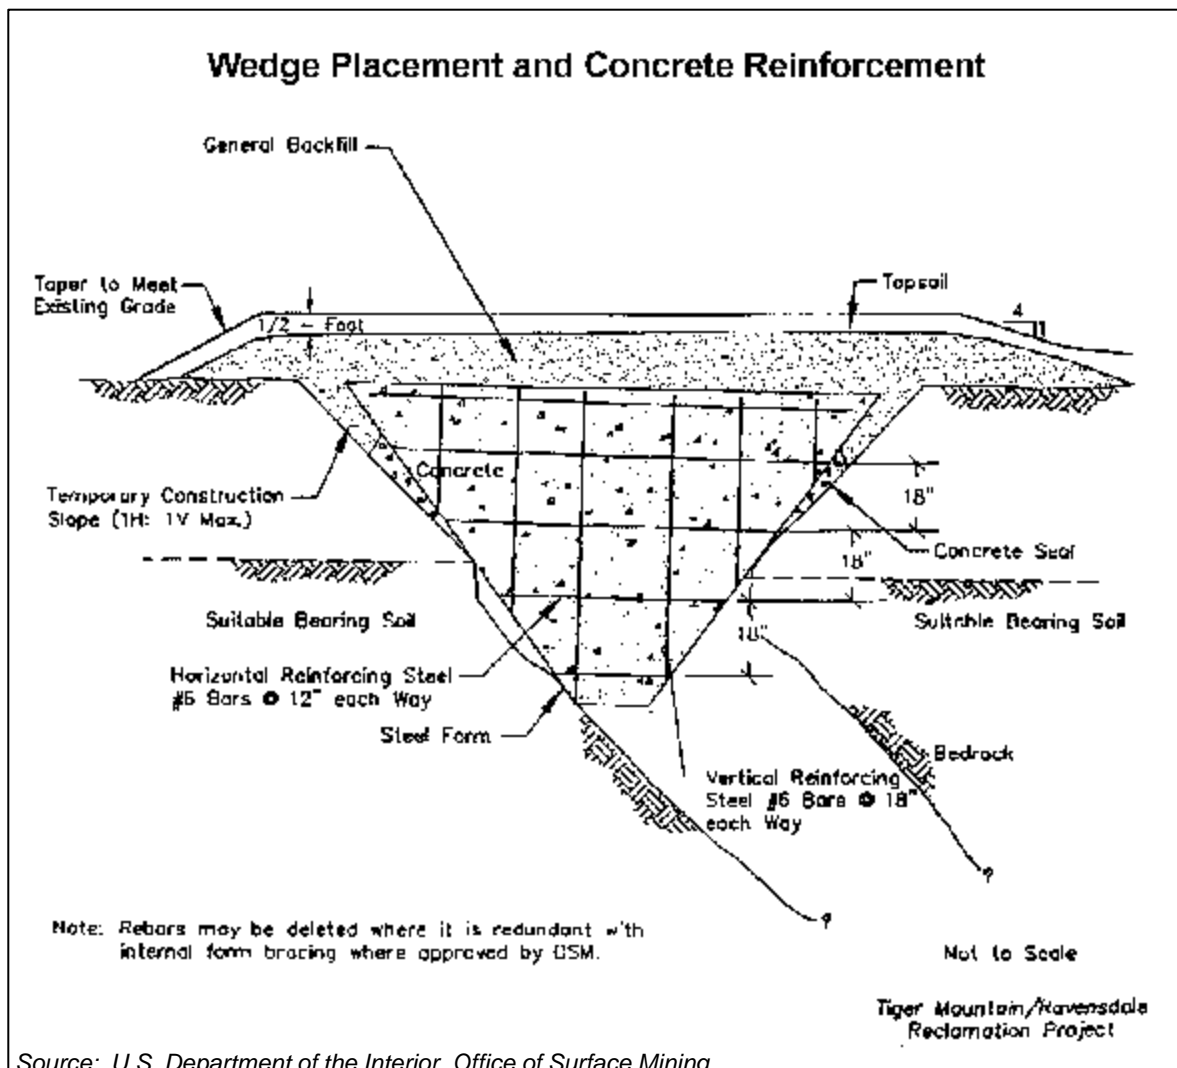 Wedge Placement and Concrete Reinforcement
General Backfill
Taper to Meet
Existing Grade
1/2 - Foot
Topsoil
4
1
Concrete
Temporary Construction
Slope (1H: 1V Max.)
18"
18"
Concrete Seal
Suitable Bearing Soil
Suitable Bearing Soil
18"
Horizontal Reinforcing Steel
#6 Bars @ 12" each Way
Steel Form
Bedrock
Vertical Reinforcing
Steel #6 Bars @ 18"
each Way
?
?
Note: Rebars may be deleted where it is redundant with
internal form bracing where approved by OSM.
Not to Scale
Tiger Mountain/Ravensdale
Reclamation Project
Source: U.S. Department of the Interior, Office of Surface Mining